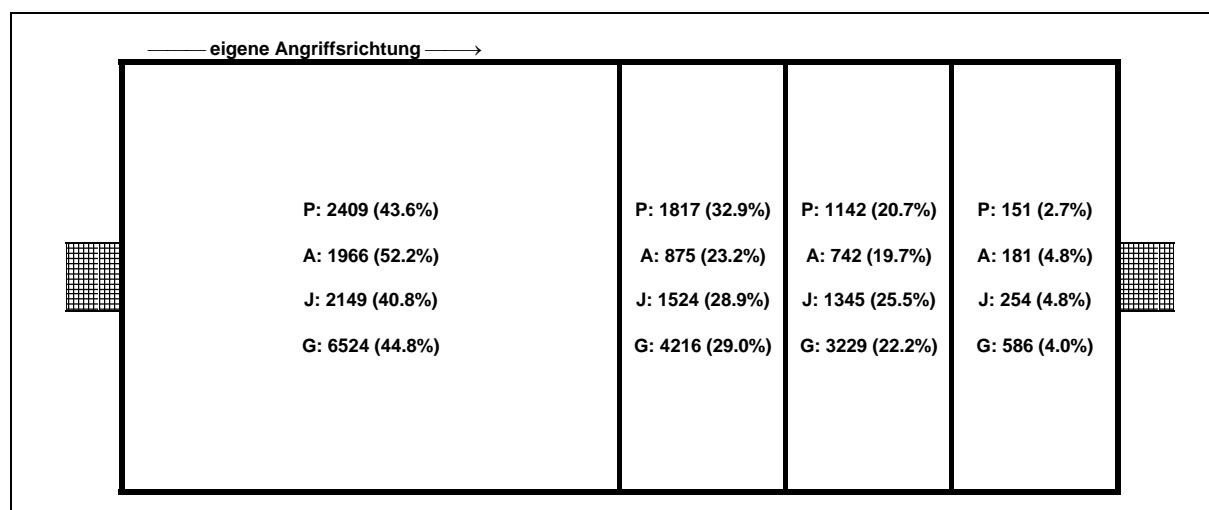 eigene Angriffsrichtung
P: 2409 (43.6%) P: 1817 (32.9%) P: 1142 (20.7%) P: 151 (2.7%)
A: 1966 (52.2%) A: 875 (23.2%) A: 742 (19.7%) A: 181 (4.8%)
J: 2149 (40.8%) J: 1524 (28.9%) J: 1345 (25.5%) J: 254 (4.8%)
G: 6524 (44.8%) G: 4216 (29.0%) G: 3229 (22.2%) G: 586 (4.0%)